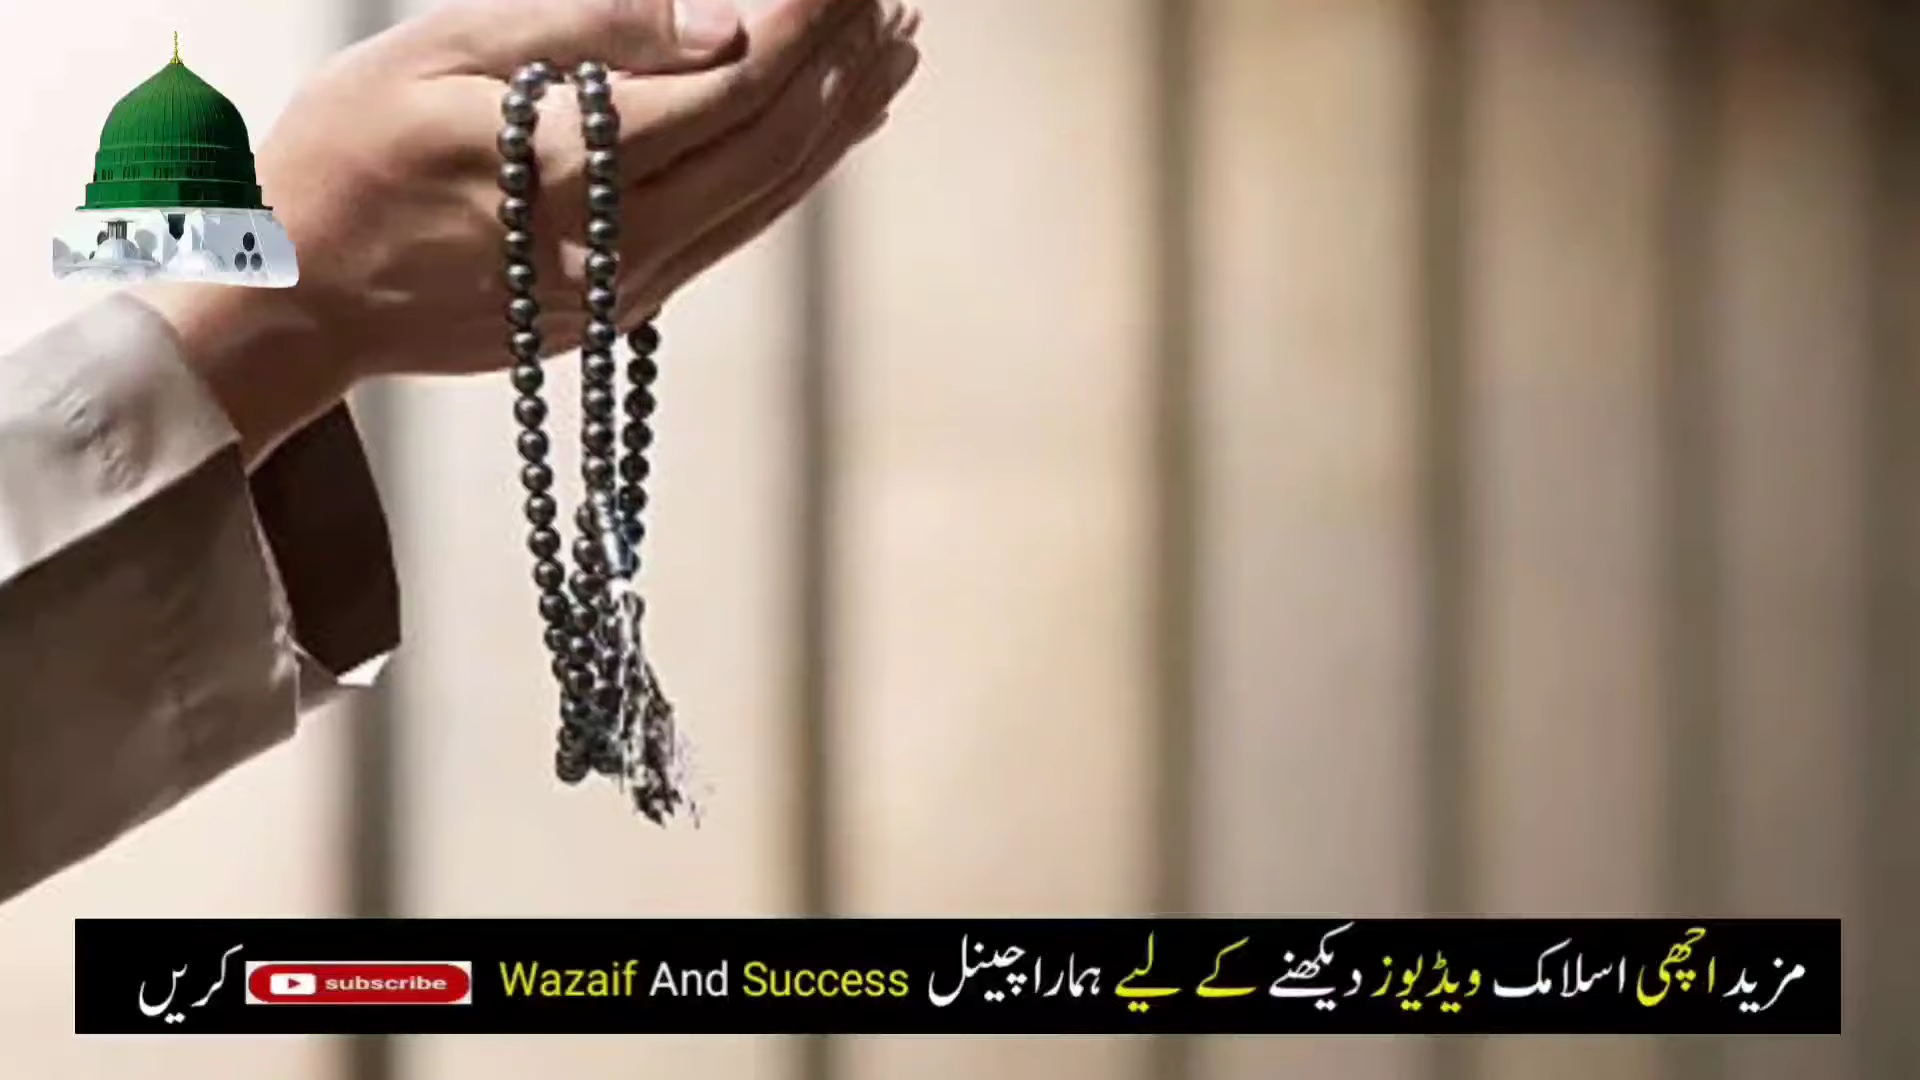 مزید اچھی اسلامک ویڈیوز دیکھنے کے لیے ہمارا چینل Wazaif And Success subscribe کریں